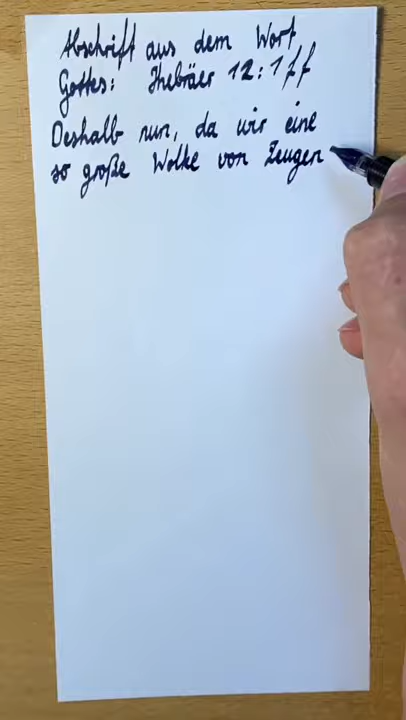 Abschrift aus dem Wort
Gottes: Hebräer 12:1ff
Deshalb nun, da wir eine
so große Wolke von Zeugen